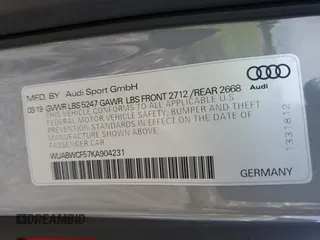 MFD. BY Audi Sport GmbH
03.19 GVWR LBS 5247 GAWR LBS FRONT 2712 / REAR 2668
THIS VEHICLE CONFORMS TO ALL APPLICABLE
FEDERAL MOTOR VEHICLE SAFETY, BUMPER AND THEFT
PREVENTION STANDARDS IN EFFECT ON THE DATE OF
MANUFACTURE SHOWN ABOVE.
PASSENGER CAR
WUABWCF57KA904231
Audi
1331812
GERMANY
DREAMBID